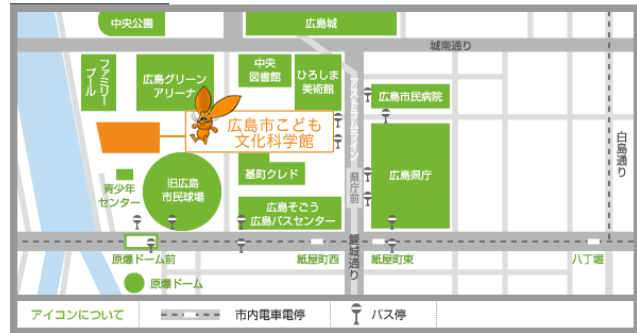 中央公園
広島城
城南通り
ファミリープール
広島グリーン
アリーナ
中央
図書館
ひろしま
美術館
アストラムライン
広島市民病院
白島通り
広島市こども
文化科学館
青少年
センター
旧広島
市民球場
基町クレド
県庁前
広島県庁
広島そごう
広島バスセンター
鯉城通り
原爆ドーム前
紙屋町西
紙屋町東
八丁堀
原爆ドーム
アイコンについて
市内電車電停
バス停